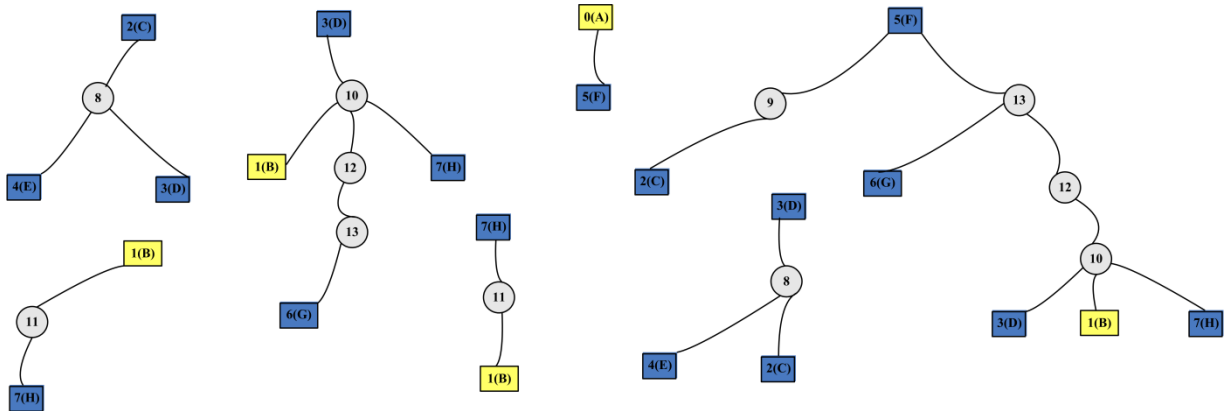 2(C)
8
4(E)
3(D)
1(B)
11
7(H)
3(D)
10
1(B)
12
7(H)
13
6(G)
7(H)
11
1(B)
0(A)
5(F)
5(F)
9
13
2(C)
6(G)
12
3(D)
8
4(E)
2(C)
10
3(D)
1(B)
7(H)